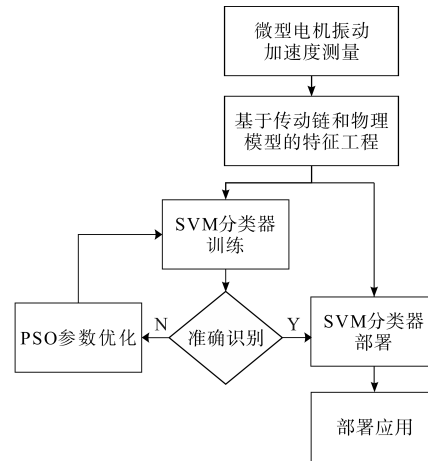 微型电机振动
加速度测量
基于传动链和物理
模型的特征工程
SVM分类器
训练
N
准确识别
Y
PSO参数优化
SVM分类器
部署
部署应用